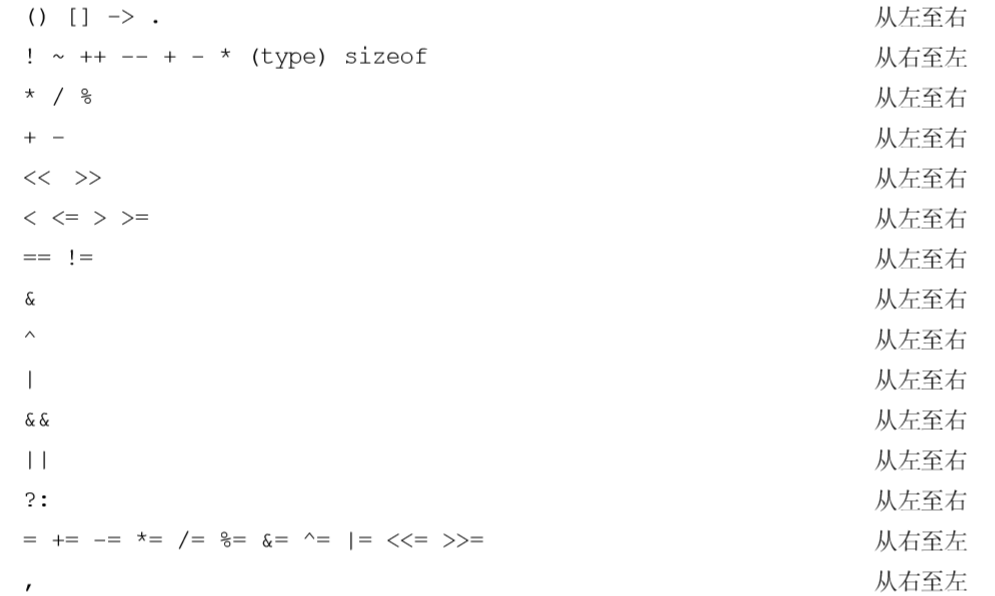 () [] -> . 从左至右
! ~ ++ -- + - * (type) sizeof 从右至左
* / % 从左至右
+ - 从左至右
<< >> 从左至右
< <= > >= 从左至右
== != 从左至右
& 从左至右
^ 从左至右
| 从左至右
&& 从左至右
|| 从左至右
?: 从左至右
= += -= *= /= %= &= ^= |= <<= >>= 从右至左
, 从右至左